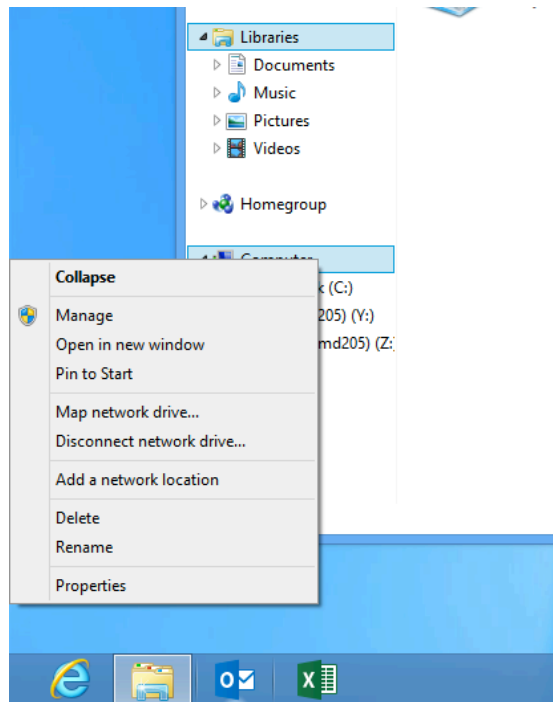 Libraries
Documents
Music
Pictures
Videos
Homegroup
Computer
Collapse
k (C:)
Manage
205) (Y:)
Open in new window
md205) (Z:
Pin to Start
Map network drive...
Disconnect network drive...
Add a network location
Delete
Rename
Properties